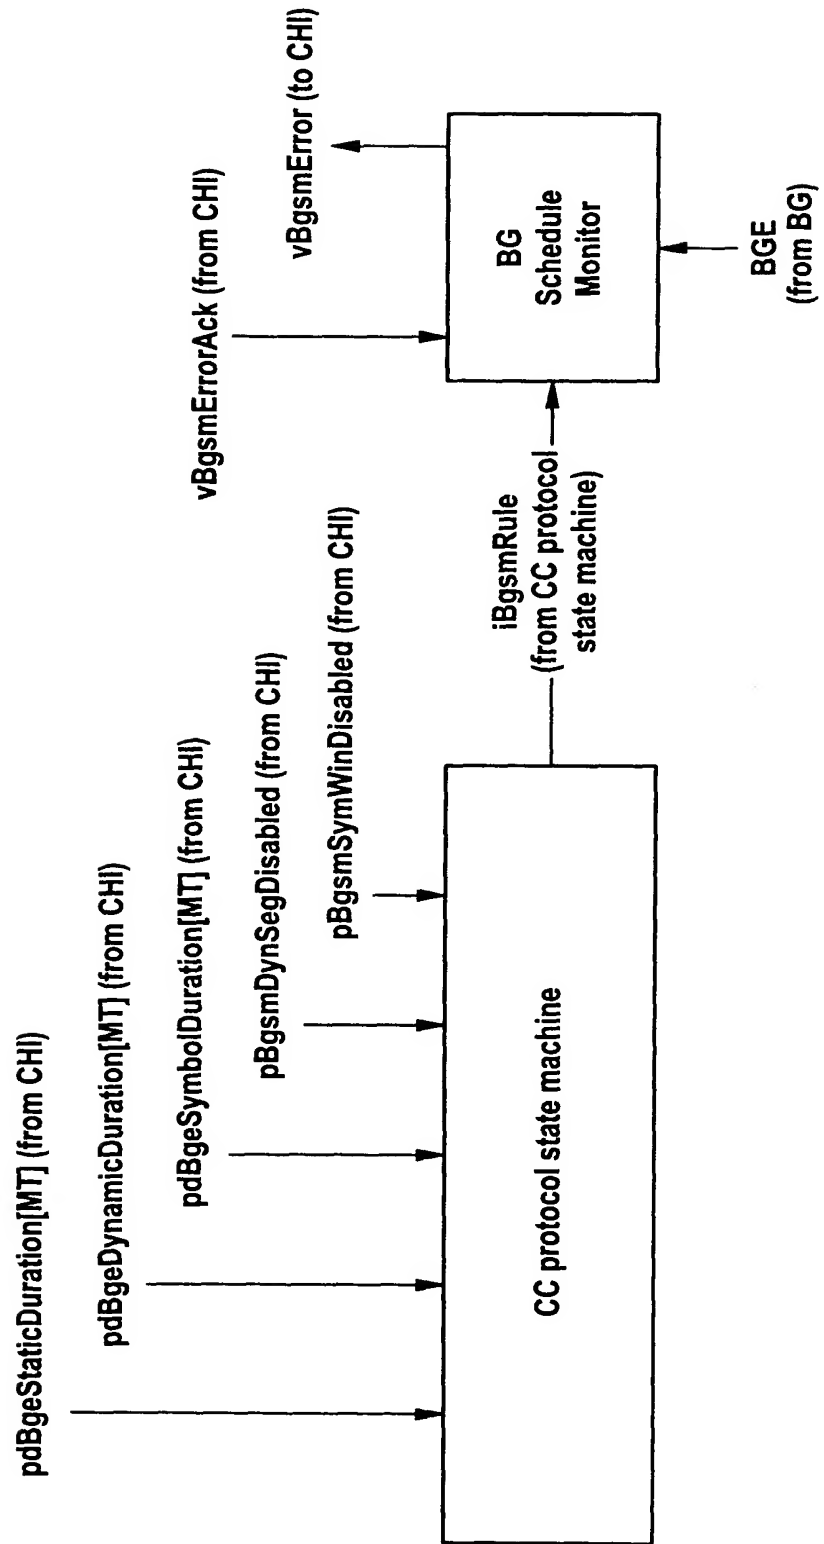 pdBgeStaticDuration[MT] (from CHI)
pdBgeDynamicDuration[MT] (from CHI)
pdBgeSymbolDuration[MT] (from CHI)
pBgsmDynSegDisabled (from CHI)
pBgsmSymWinDisabled (from CHI)
CC protocol state machine
iBgsmRule
(from CC protocol
state machine)
vBgsmErrorAck (from CHI)
vBgsmError (to CHI)
BG
Schedule
Monitor
BGE
(from BG)